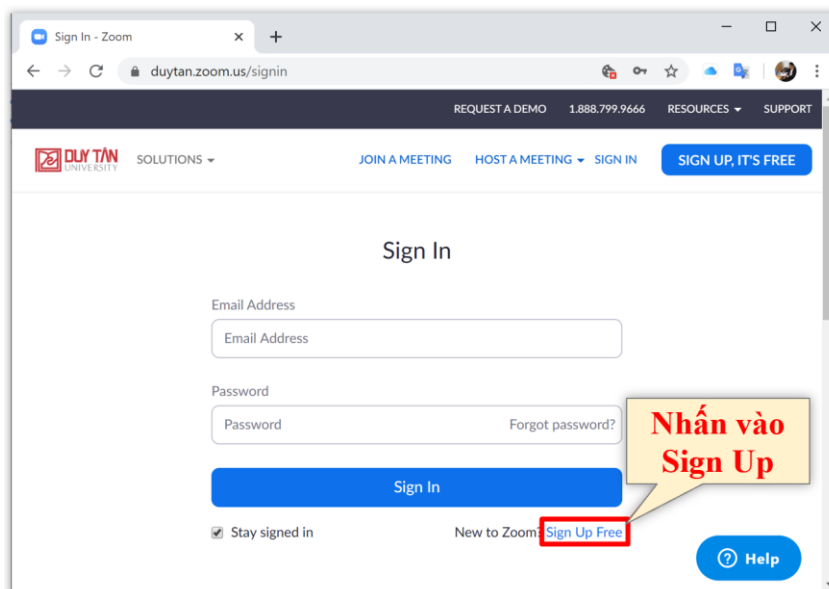 Sign In - Zoom
duytan.zoom.us/signin
REQUEST A DEMO 1.888.799.9666 RESOURCES SUPPORT
DUY TÂN
UNIVERSITY
SOLUTIONS JOIN A MEETING HOST A MEETING SIGN IN SIGN UP, IT'S FREE
Sign In
Email Address
Email Address
Password
Password Forgot password?
Nhấn vào
Sign Up
Sign In
Stay signed in New to Zoom? Sign Up Free
Help